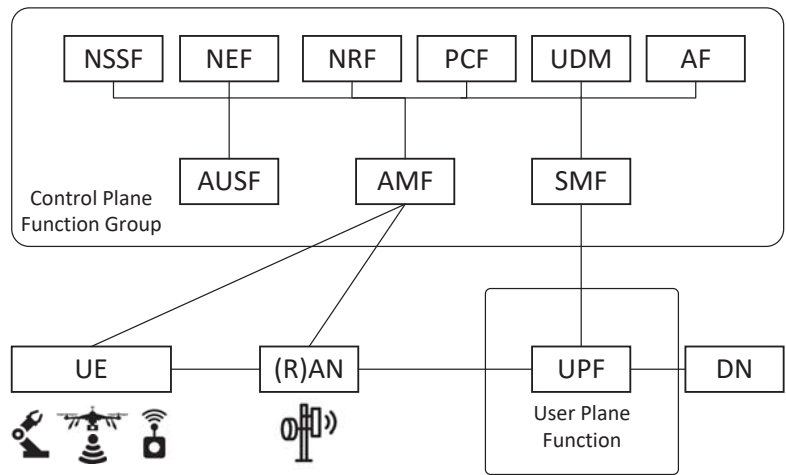 NSSF NEF NRF PCF UDM AF
AUSF AMF SMF
Control Plane
Function Group
UE (R)AN UPF DN
User Plane
Function